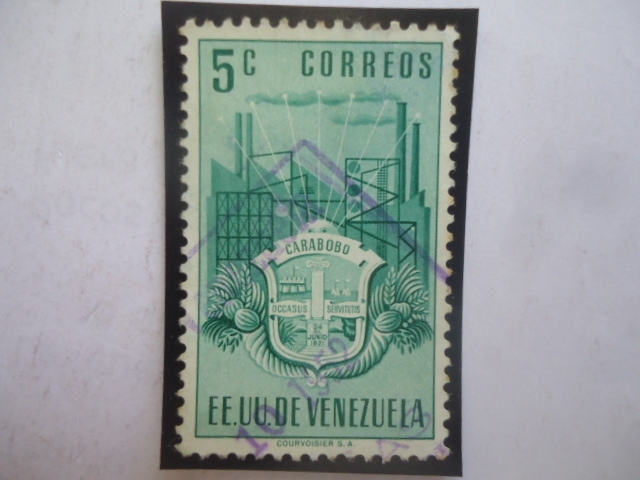 5C CORREOS
CARABOBO
OCCASUS SERVITUTIS
24
JUNIO
1821
EE.UU.DE VENEZUELA
COURVOISIER S.A.